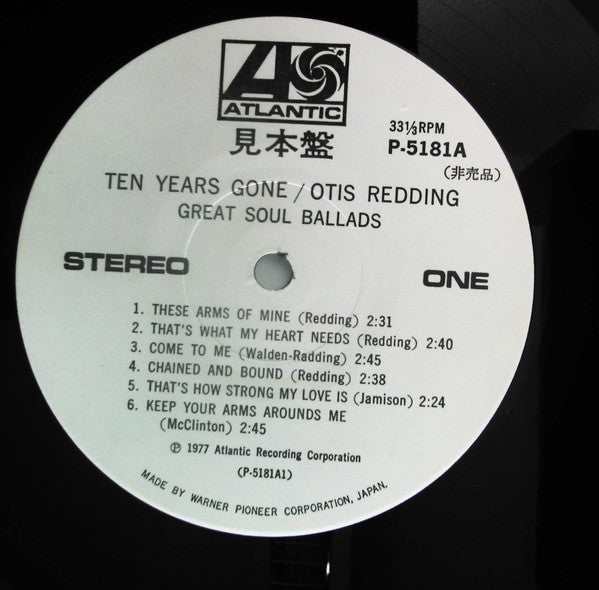 ATLANTIC
見本盤
33⅓RPM
P-5181A
(非売品)
TEN YEARS GONE / OTIS REDDING
GREAT SOUL BALLADS
STEREO
ONE
1. THESE ARMS OF MINE (Redding) 2:31
2. THAT'S WHAT MY HEART NEEDS (Redding) 2:40
3. COME TO ME (Walden-Radding) 2:45
4. CHAINED AND BOUND (Redding) 2:38
5. THAT'S HOW STRONG MY LOVE IS (Jamison) 2:24
6. KEEP YOUR ARMS AROUNDS ME
(McClinton) 2:45
℗ 1977 Atlantic Recording Corporation
(P-5181A1)
MADE BY WARNER PIONEER CORPORATION, JAPAN.